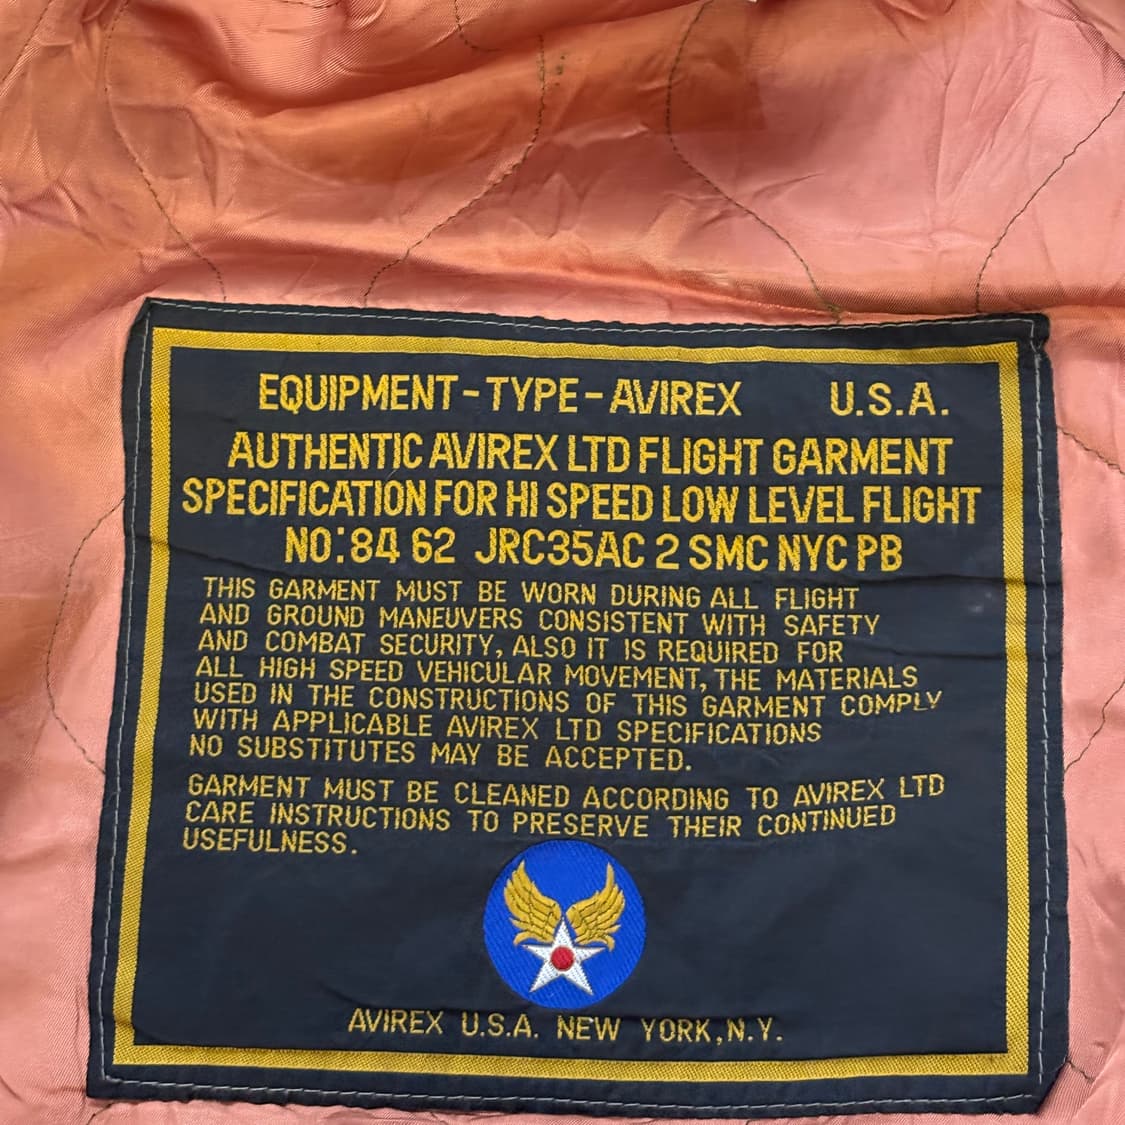 EQUIPMENT-TYPE-AVIREX U.S.A.
AUTHENTIC AVIREX LTD FLIGHT GARMENT
SPECIFICATION FOR HI SPEED LOW LEVEL FLIGHT
NO:84 62 JRC35AC 2 SMC NYC PB
THIS GARMENT MUST BE WORN DURING ALL FLIGHT
AND GROUND MANEUVERS CONSISTENT WITH SAFETY
AND COMBAT SECURITY, ALSO IT IS REQUIRED FOR
ALL HIGH SPEED VEHICULAR MOVEMENT, THE MATERIALS
USED IN THE CONSTRUCTIONS OF THIS GARMENT COMPLY
WITH APPLICABLE AVIREX LTD SPECIFICATIONS
NO SUBSTITUTES MAY BE ACCEPTED.
GARMENT MUST BE CLEANED ACCORDING TO AVIREX LTD
CARE INSTRUCTIONS TO PRESERVE THEIR CONTINUED
USEFULNESS.
AVIREX U.S.A. NEW YORK, N.Y.